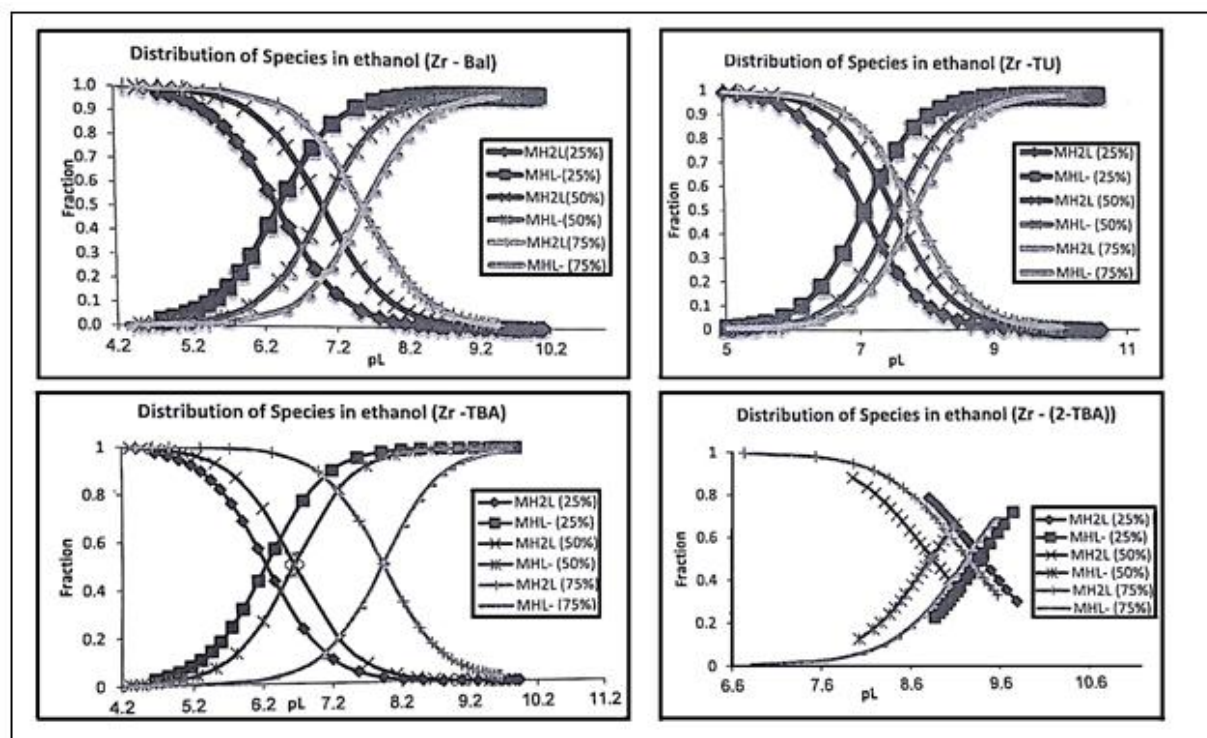 Distribution of Species in ethanol (Zr - Bal)
1.0
0.9
0.8
0.7
0.6
0.5
0.4
0.3
0.2
0.1
0.0
Fraction
4.2 5.2 6.2 7.2 8.2 9.2 10.2
pL
MH2L(25%)
MHL-(25%)
MH2L(50%)
MHL-(50%)
MH2L(75%)
MHL- (75%)
Distribution of Species in ethanol (Zr -TU)
1
0.9
0.8
0.7
0.6
0.5
0.4
0.3
0.2
0.1
0
Fraction
5 7 9 11
pL
MH2L (25%)
MHL- (25%)
MH2L (50%)
MHL- (50%)
MH2L (75%)
MHL- (75%)
Distribution of Species in ethanol (Zr -TBA)
1
0.8
0.6
0.4
0.2
0
Fraction
4.2 5.2 6.2 7.2 8.2 9.2 10.2 11.2
pL
MH2L (25%)
MHL- (25%)
MH2L (50%)
MHL- (50%)
MH2L (75%)
MHL- (75%)
Distribution of Species in ethanol (Zr - (2-TBA))
1
0.8
0.6
0.4
0.2
0
Fraction
6.6 7.6 8.6 9.6 10.6
pL
MH2L (25%)
MHL- (25%)
MH2L (50%)
MHL- (50%)
MH2L (75%)
MHL- (75%)